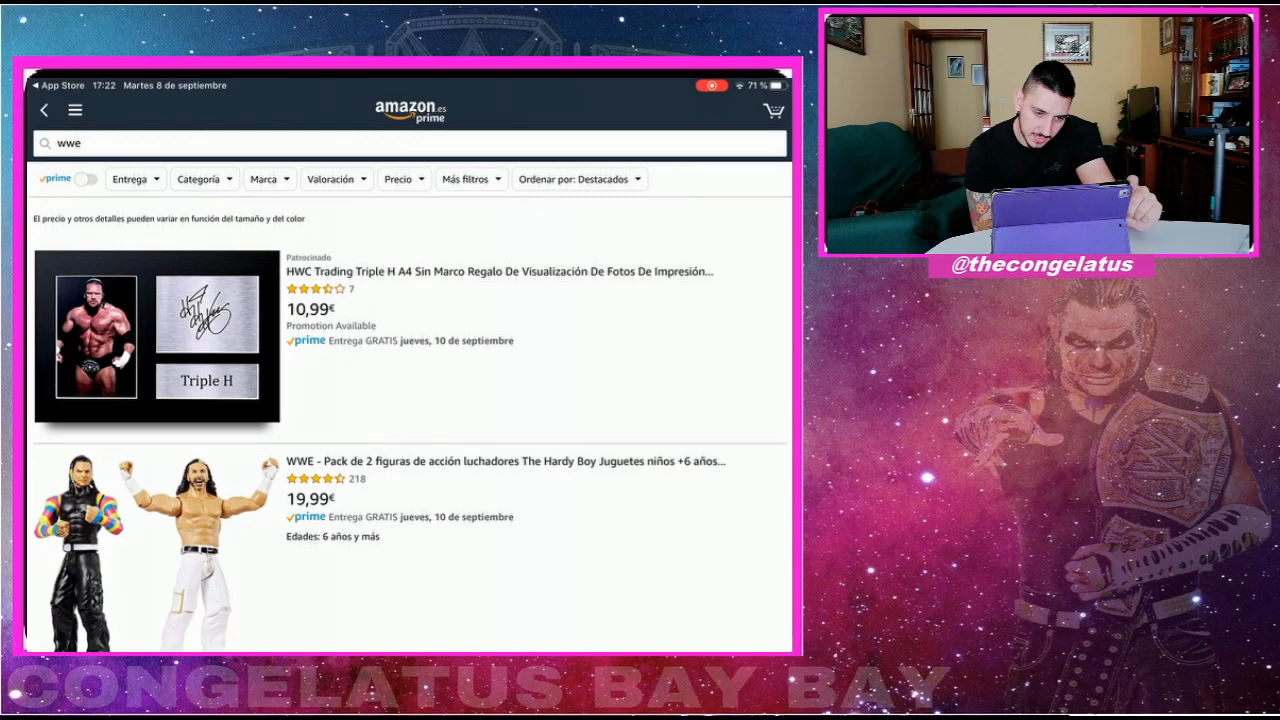 App Store 17:22 Martes 8 de septiembre
71 %
amazon.es
prime
wwe
prime Entrega Categoría Marca Valoración Precio Más filtros Ordenar por: Destacados
El precio y otros detalles pueden variar en función del tamaño y del color
Patrocinado
HWC Trading Triple H A4 Sin Marco Regalo De Visualización De Fotos De Impresión...
7
10,99€
Promotion Available
prime Entrega GRATIS jueves, 10 de septiembre
Triple H
WWE - Pack de 2 figuras de acción luchadores The Hardy Boy Juguetes niños +6 años...
218
19,99€
prime Entrega GRATIS jueves, 10 de septiembre
Edades: 6 años y más
@thecongelatus
CONGELATUS BAY BAY